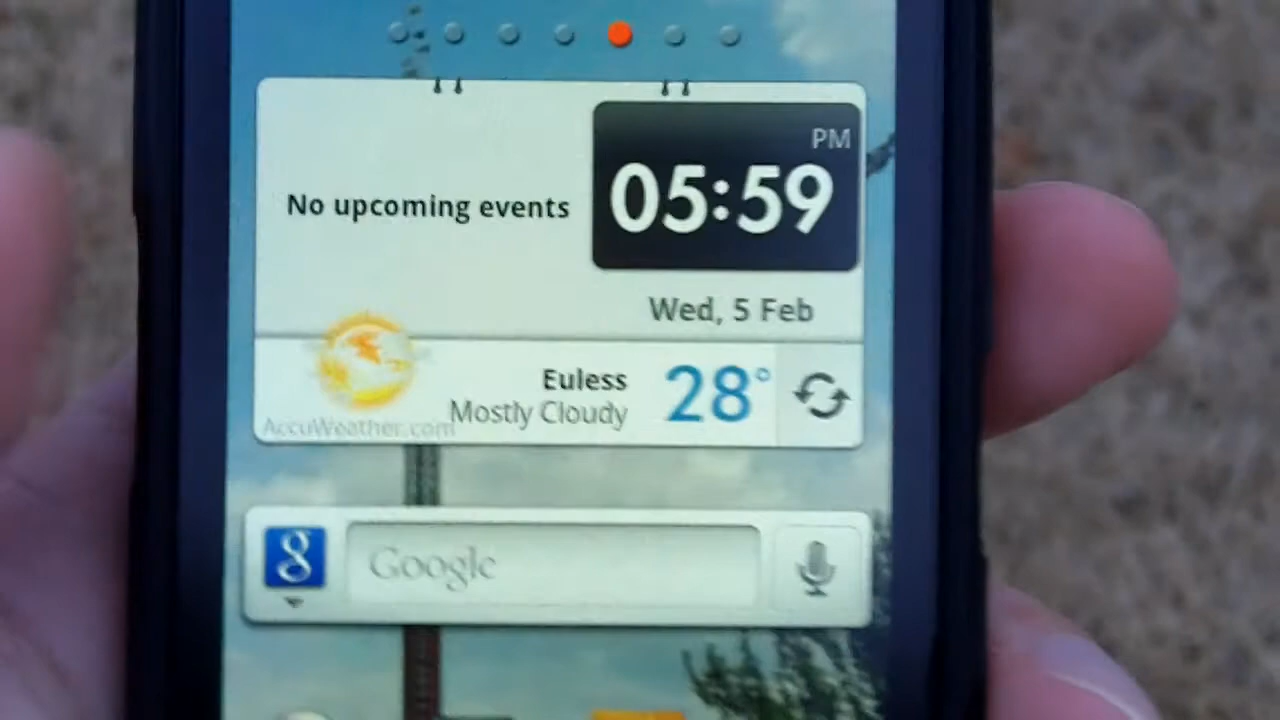 PM
05:59
No upcoming events
Wed, 5 Feb
Euless
28°
Mostly Cloudy
AccuWeather.com
g
Google